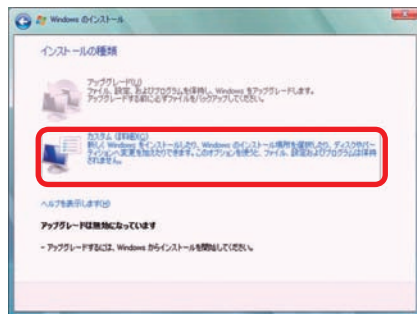 Windows のインストール
インストールの種類
アップグレード(U)
ファイル、設定、およびプログラムを保持し、Windows をアップグレードします。
アップグレードする前に必ずファイルをバックアップしてください。
カスタム (詳細)(C)
新しく Windows をインストールしたり、Windows のインストール場所を選択したり、ディスクやパー
ティションへ変更を加えたりできます。このオプションを使うと、ファイル、設定およびプログラムは保持
されません。
ヘルプを表示します(H)
アップグレードは無効になっています
- アップグレードするには、Windows からインストールを開始してください。